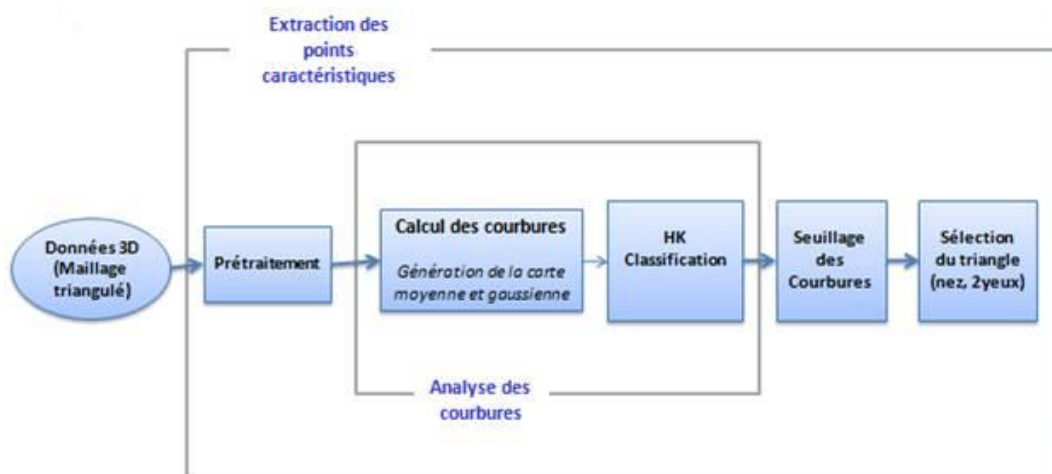 Extraction des
points
caractéristiques
Données 3D
(Maillage
triangulé)
Prétraitement
Calcul des courbures
Génération de la carte
moyenne et gaussienne
HK
Classification
Seuillage
des
Courbures
Sélection
du triangle
(nez, 2yeux)
Analyse des
courbures